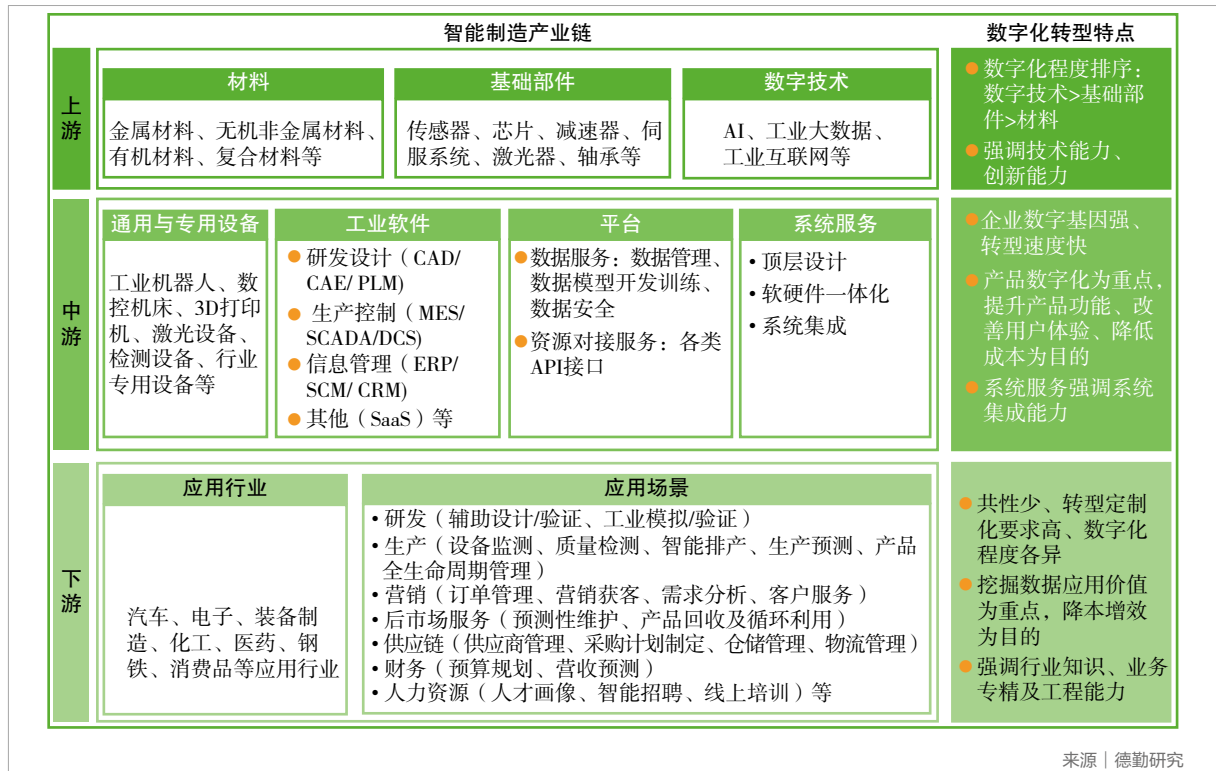 智能制造产业链
数字化转型特点
上游
材料
金属材料、无机非金属材料、
有机材料、复合材料等
基础部件
传感器、芯片、减速器、伺
服系统、激光器、轴承等
数字技术
AI、工业大数据、
工业互联网等
数字化程度排序：
数字技术>基础部
件>材料
强调技术能力、
创新能力
中游
通用与专用设备
工业机器人、数
控机床、3D打印
机、激光设备、
检测设备、行业
专用设备等
工业软件
研发设计（CAD/
CAE/ PLM)
生产控制（MES/
SCADA/DCS)
信息管理（ERP/
SCM/ CRM)
其他（SaaS）等
平台
数据服务：数据管理、
数据模型开发训练、
数据安全
资源对接服务：各类
API接口
系统服务
• 顶层设计
• 软硬件一体化
• 系统集成
企业数字基因强、
转型速度快
产品数字化为重点，
提升产品功能、改
善用户体验、降低
成本为目的
系统服务强调系统
集成能力
下游
应用行业
汽车、电子、装备制
造、化工、医药、钢
铁、消费品等应用行业
应用场景
• 研发（辅助设计/验证、工业模拟/验证）
• 生产（设备监测、质量检测、智能排产、生产预测、产品
全生命周期管理）
• 营销（订单管理、营销获客、需求分析、客户服务）
• 后市场服务（预测性维护、产品回收及循环利用）
• 供应链（供应商管理、采购计划制定、仓储管理、物流管理）
• 财务（预算规划、营收预测）
• 人力资源（人才画像、智能招聘、线上培训）等
共性少、转型定制
化要求高、数字化
程度各异
挖掘数据应用价值
为重点，降本增效
为目的
强调行业知识、业务
专精及工程能力
来源｜德勤研究